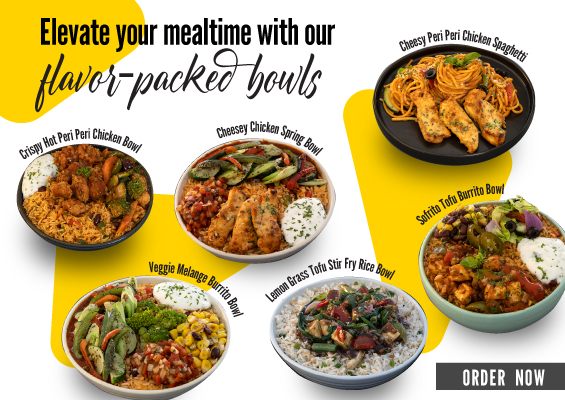 Elevate your mealtime with our
flavor-packed bowls
Cheesy Peri Peri Chicken Spaghetti
Crispy Hot Peri Peri Chicken Bowl
Cheesey Chicken Spring Bowl
Sofrito Tofu Burrito Bowl
Veggie Melange Burrito Bowl
Lemon Grass Tofu Stir Fry Rice Bowl
ORDER NOW